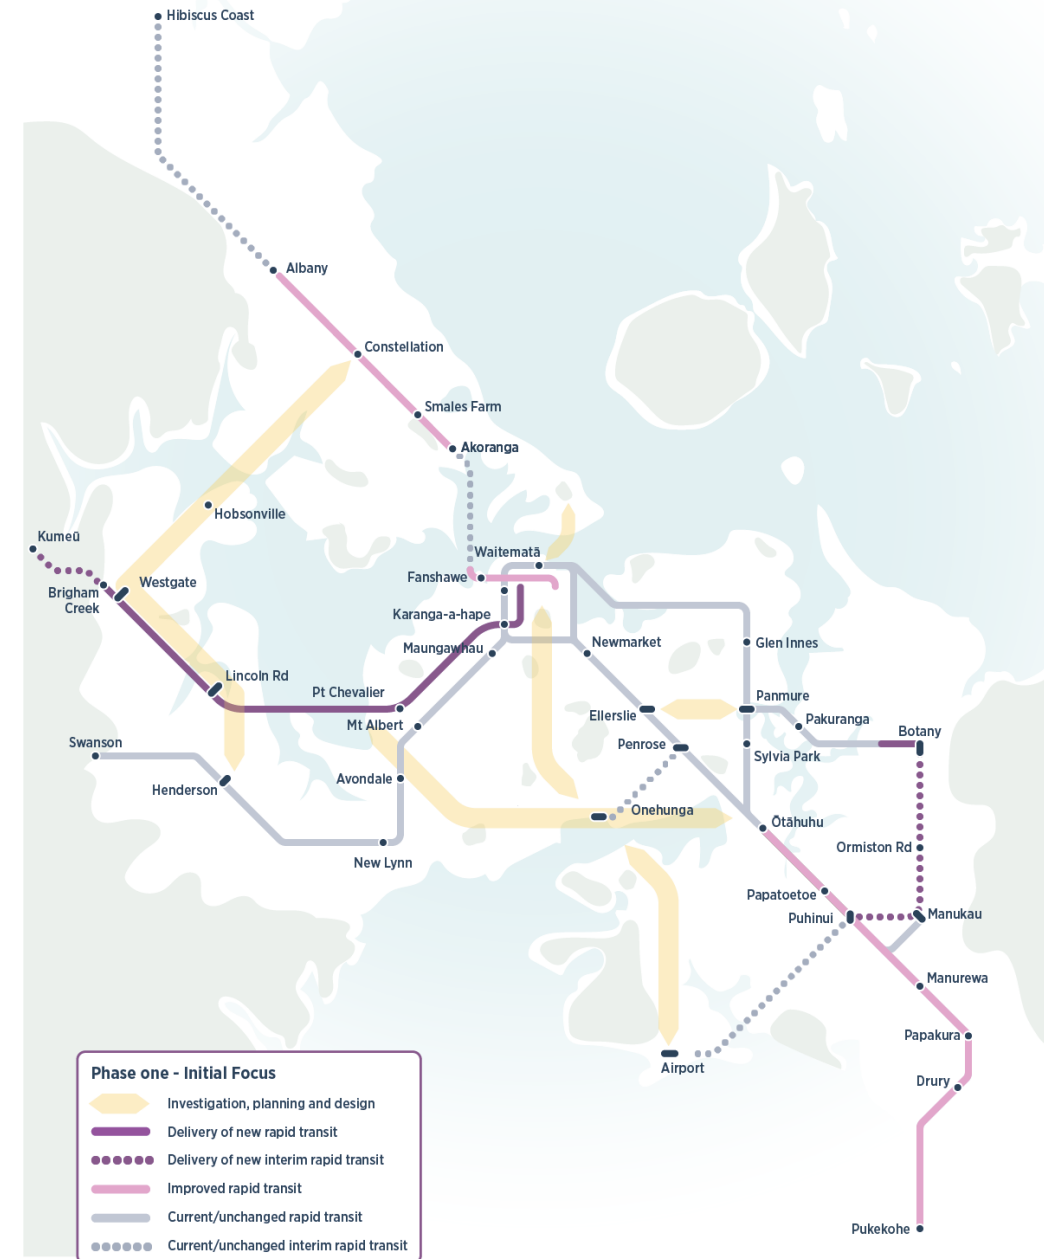 Hibiscus Coast
Albany
Constellation
Smales Farm
Akoranga
Hobsonville
Kumeū
Waitematā
Westgate
Fanshawe
Brigham
Creek
Karanga-a-hape
Maungawhau
Newmarket
Glen Innes
Lincoln Rd
Pt Chevalier
Panmure
Ellerslie
Pakuranga
Mt Albert
Botany
Swanson
Penrose
Sylvia Park
Avondale
Henderson
Onehunga
Ōtāhuhu
Ormiston Rd
New Lynn
Papatoetoe
Puhinui
Manukau
Manurewa
Papakura
Airport
Drury
Pukekohe
Phase one - Initial Focus
Investigation, planning and design
Delivery of new rapid transit
Delivery of new interim rapid transit
Improved rapid transit
Current/unchanged rapid transit
Current/unchanged interim rapid transit